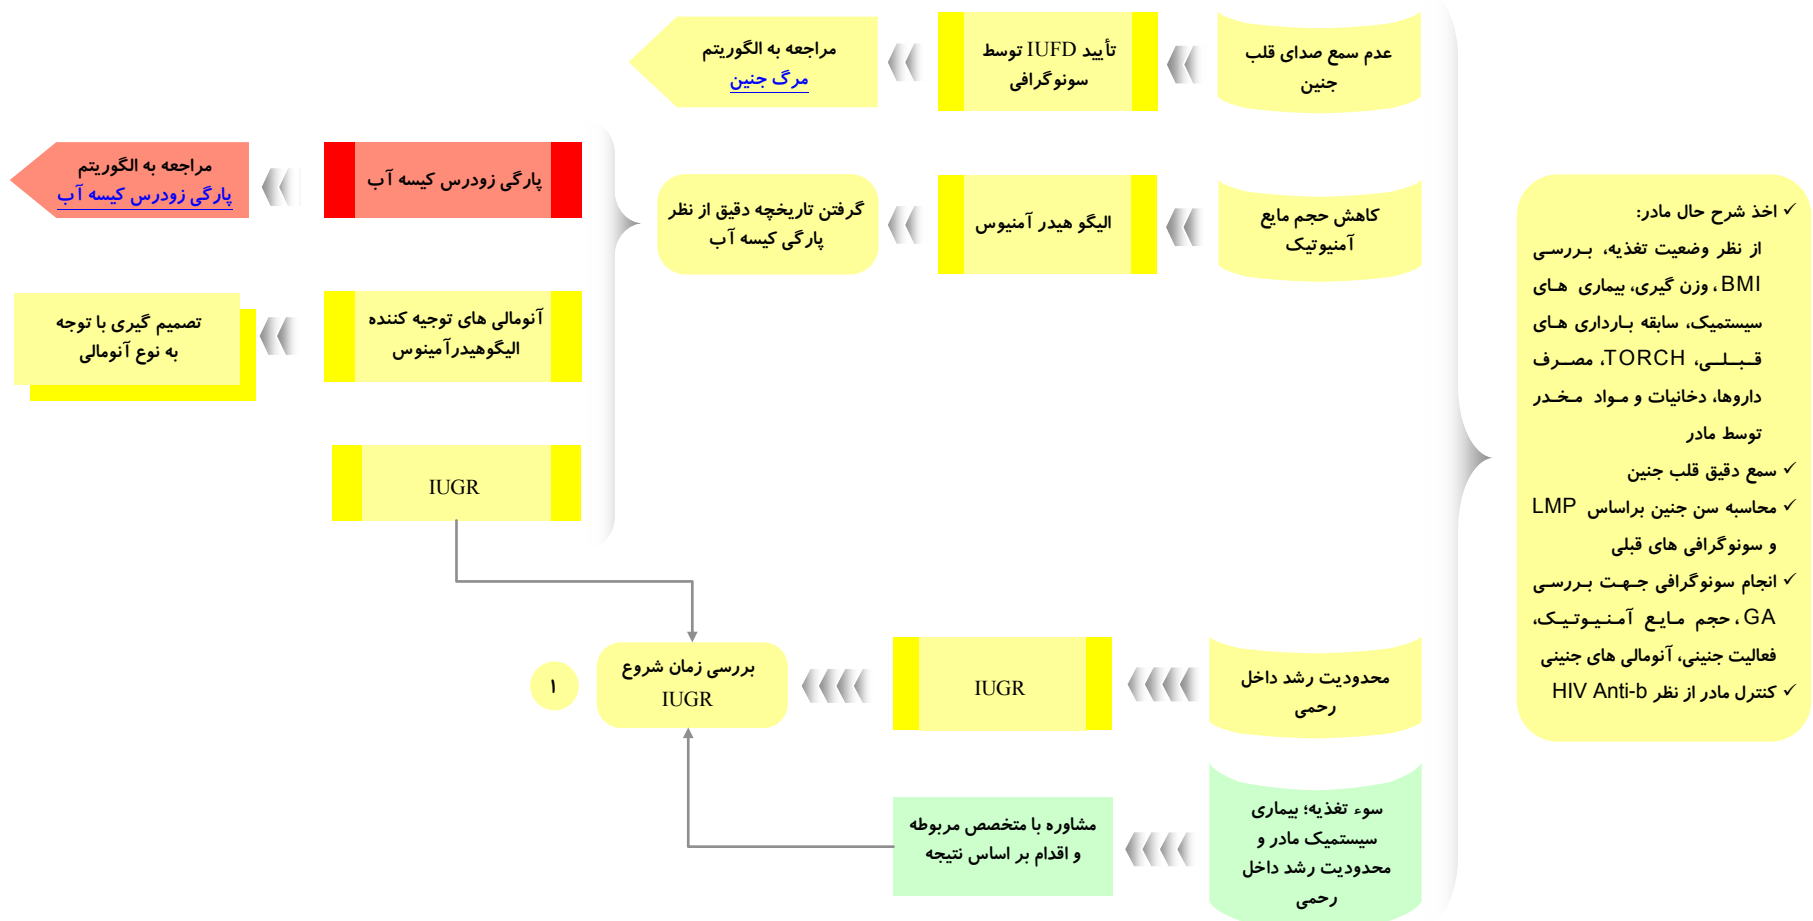 ✓ اخذ شرح حال مادر:
از نظر وضعیت تغذیه، بررسی
BMI، وزن گیری، بیماری های
سیستمیک، سابقه بارداری های
قبلی، TORCH، مصرف
داروها، دخانیات و مواد مخدر
توسط مادر
✓ سمع دقیق قلب جنین
✓ محاسبه سن جنین براساس LMP
و سونوگرافی های قبلی
✓ انجام سونوگرافی جهت بررسی
GA، حجم مایع آمنیوتیک،
فعالیت جنینی، آنومالی های جنینی
✓ کنترل مادر از نظر HIV Anti-b
عدم سمع صدای قلب
جنین
تأیید IUFD توسط
سونوگرافی
مراجعه به الگوریتم
مرگ جنین
کاهش حجم مایع
آمنیوتیک
الیگو هیدر آمنیوس
گرفتن تاریخچه دقیق از نظر
پارگی کیسه آب
پارگی زودرس کیسه آب
مراجعه به الگوریتم
پارگی زودرس کیسه آب
آنومالی های توجیه کننده
الیگوهیدرآمینوس
تصمیم گیری با توجه
به نوع آنومالی
IUGR
محدودیت رشد داخل
رحمی
IUGR
بررسی زمان شروع
IUGR
۱
سوء تغذیه؛ بیماری
سیستمیک مادر و
محدودیت رشد داخل
رحمی
مشاوره با متخصص مربوطه
و اقدام بر اساس نتیجه